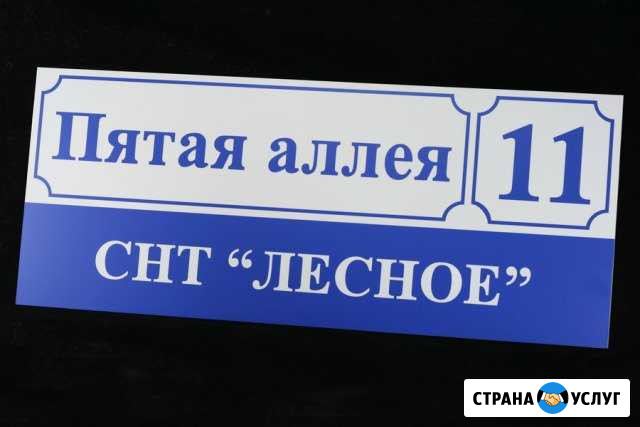 Пятая аллея 11
СНТ “ЛЕСНОЕ”
СТРАНА УСЛУГ